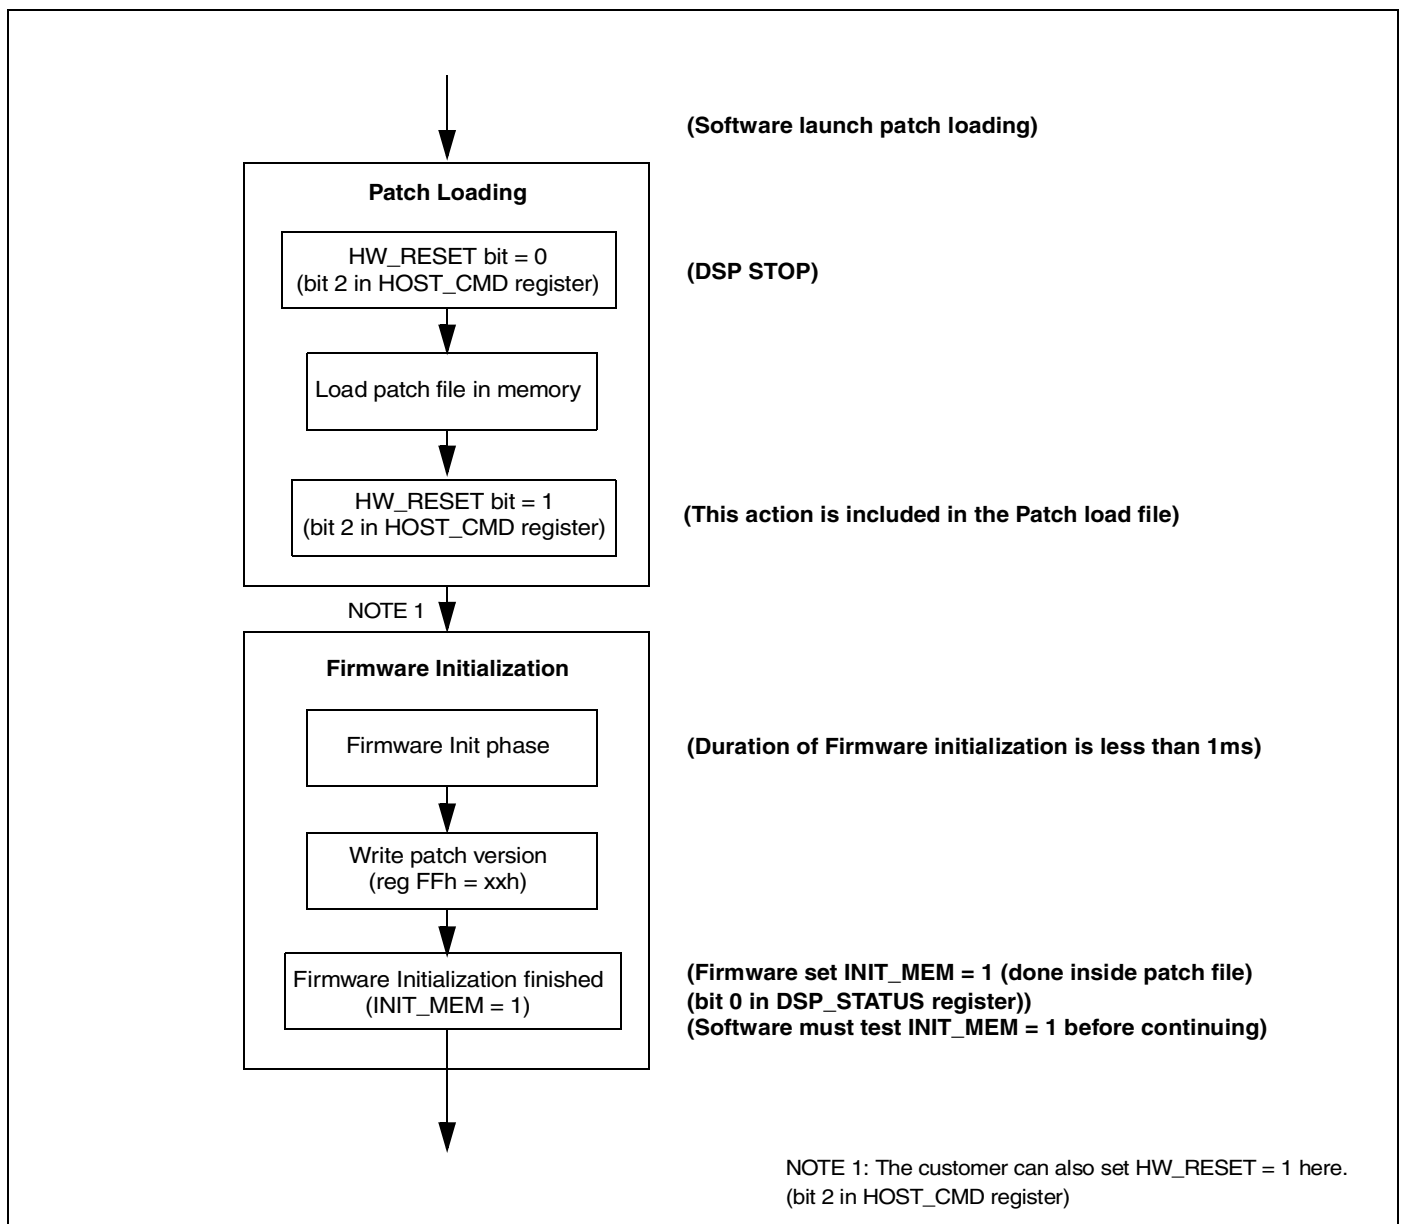 (Software launch patch loading)
Patch Loading
HW_RESET bit = 0
(bit 2 in HOST_CMD register)
(DSP STOP)
Load patch file in memory
HW_RESET bit = 1
(bit 2 in HOST_CMD register)
(This action is included in the Patch load file)
NOTE 1
Firmware Initialization
Firmware Init phase
(Duration of Firmware initialization is less than 1ms)
Write patch version
(reg FFh = xxh)
Firmware Initialization finished
(INIT_MEM = 1)
(Firmware set INIT_MEM = 1 (done inside patch file)
(bit 0 in DSP_STATUS register))
(Software must test INIT_MEM = 1 before continuing)
NOTE 1: The customer can also set HW_RESET = 1 here.
(bit 2 in HOST_CMD register)